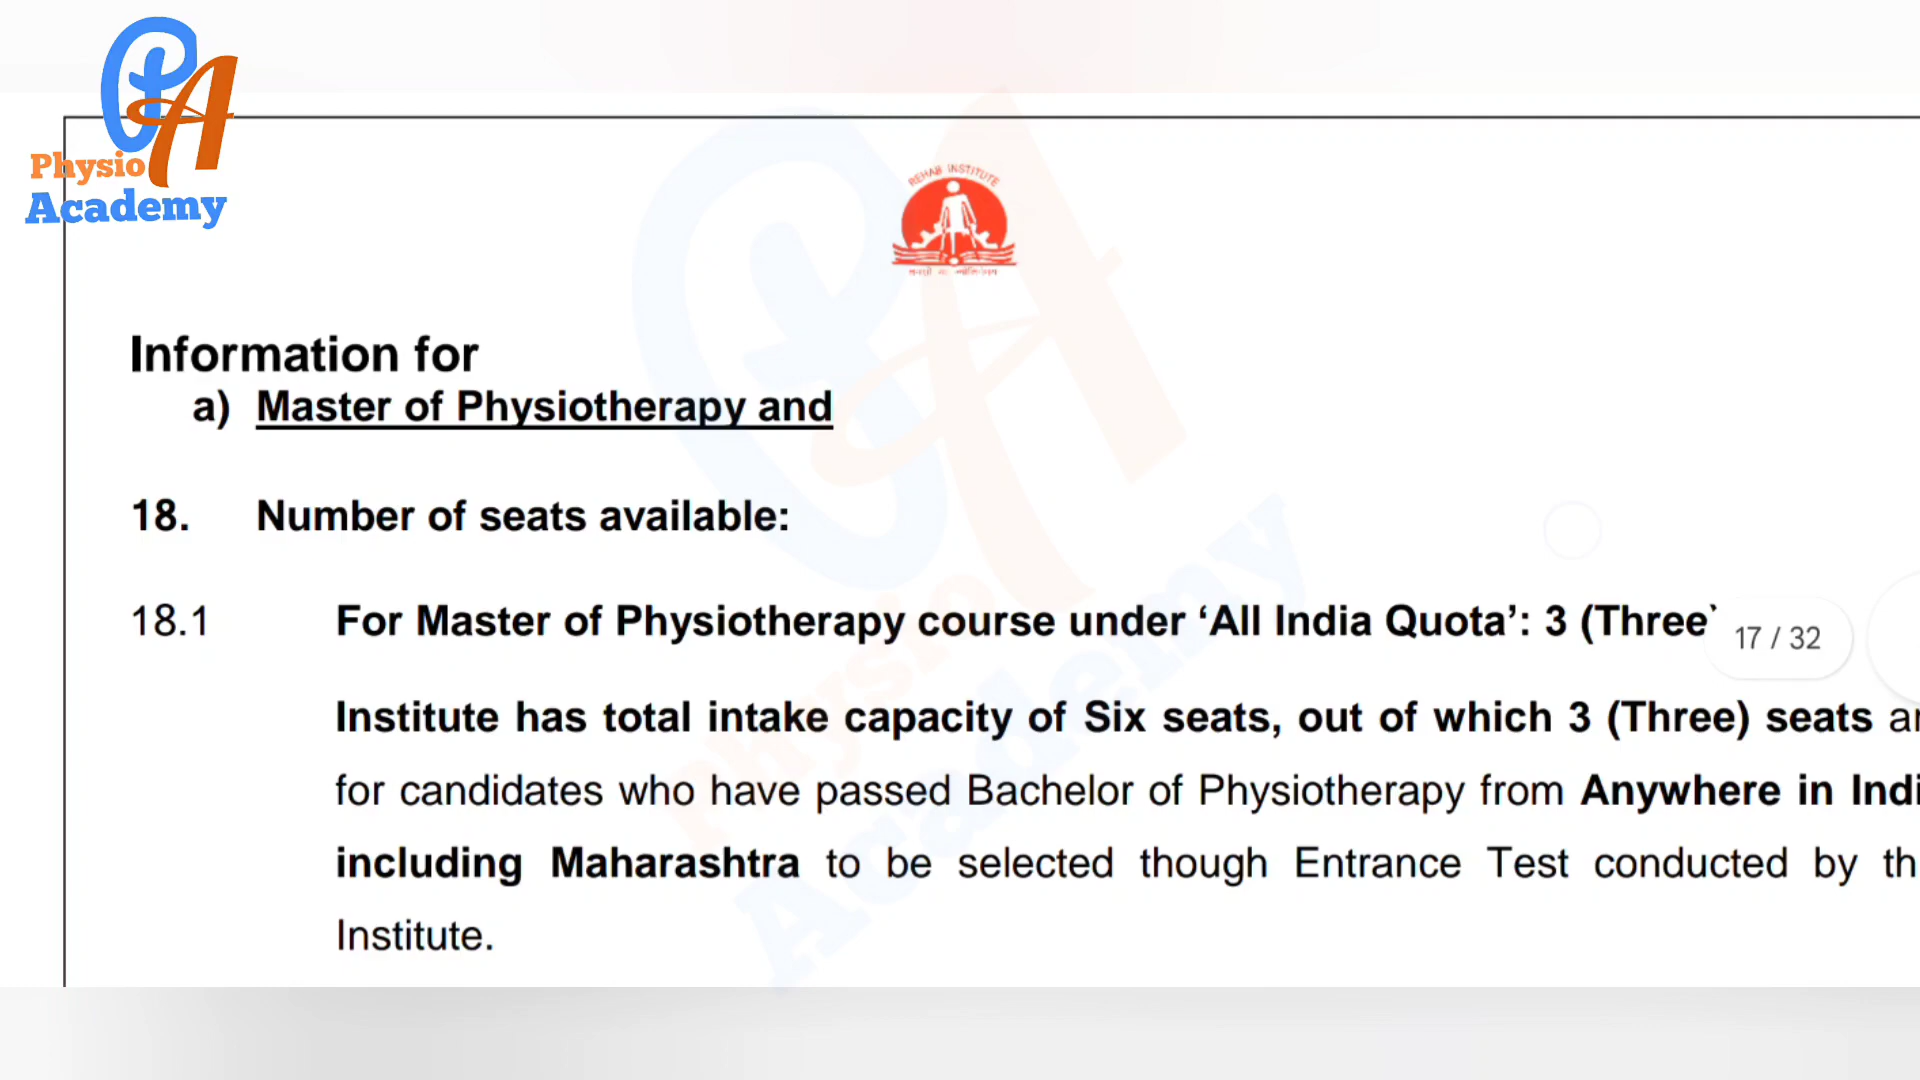 Physio
Academy
REHAB INSTITUTE
Information for
a) Master of Physiotherapy and
18. Number of seats available:
18.1 For Master of Physiotherapy course under ‘All India Quota’: 3 (Three)
17 / 32
Institute has total intake capacity of Six seats, out of which 3 (Three) seats
for candidates who have passed Bachelor of Physiotherapy from Anywhere in
including Maharashtra to be selected though Entrance Test conducted by
Institute.
Physio
Academy